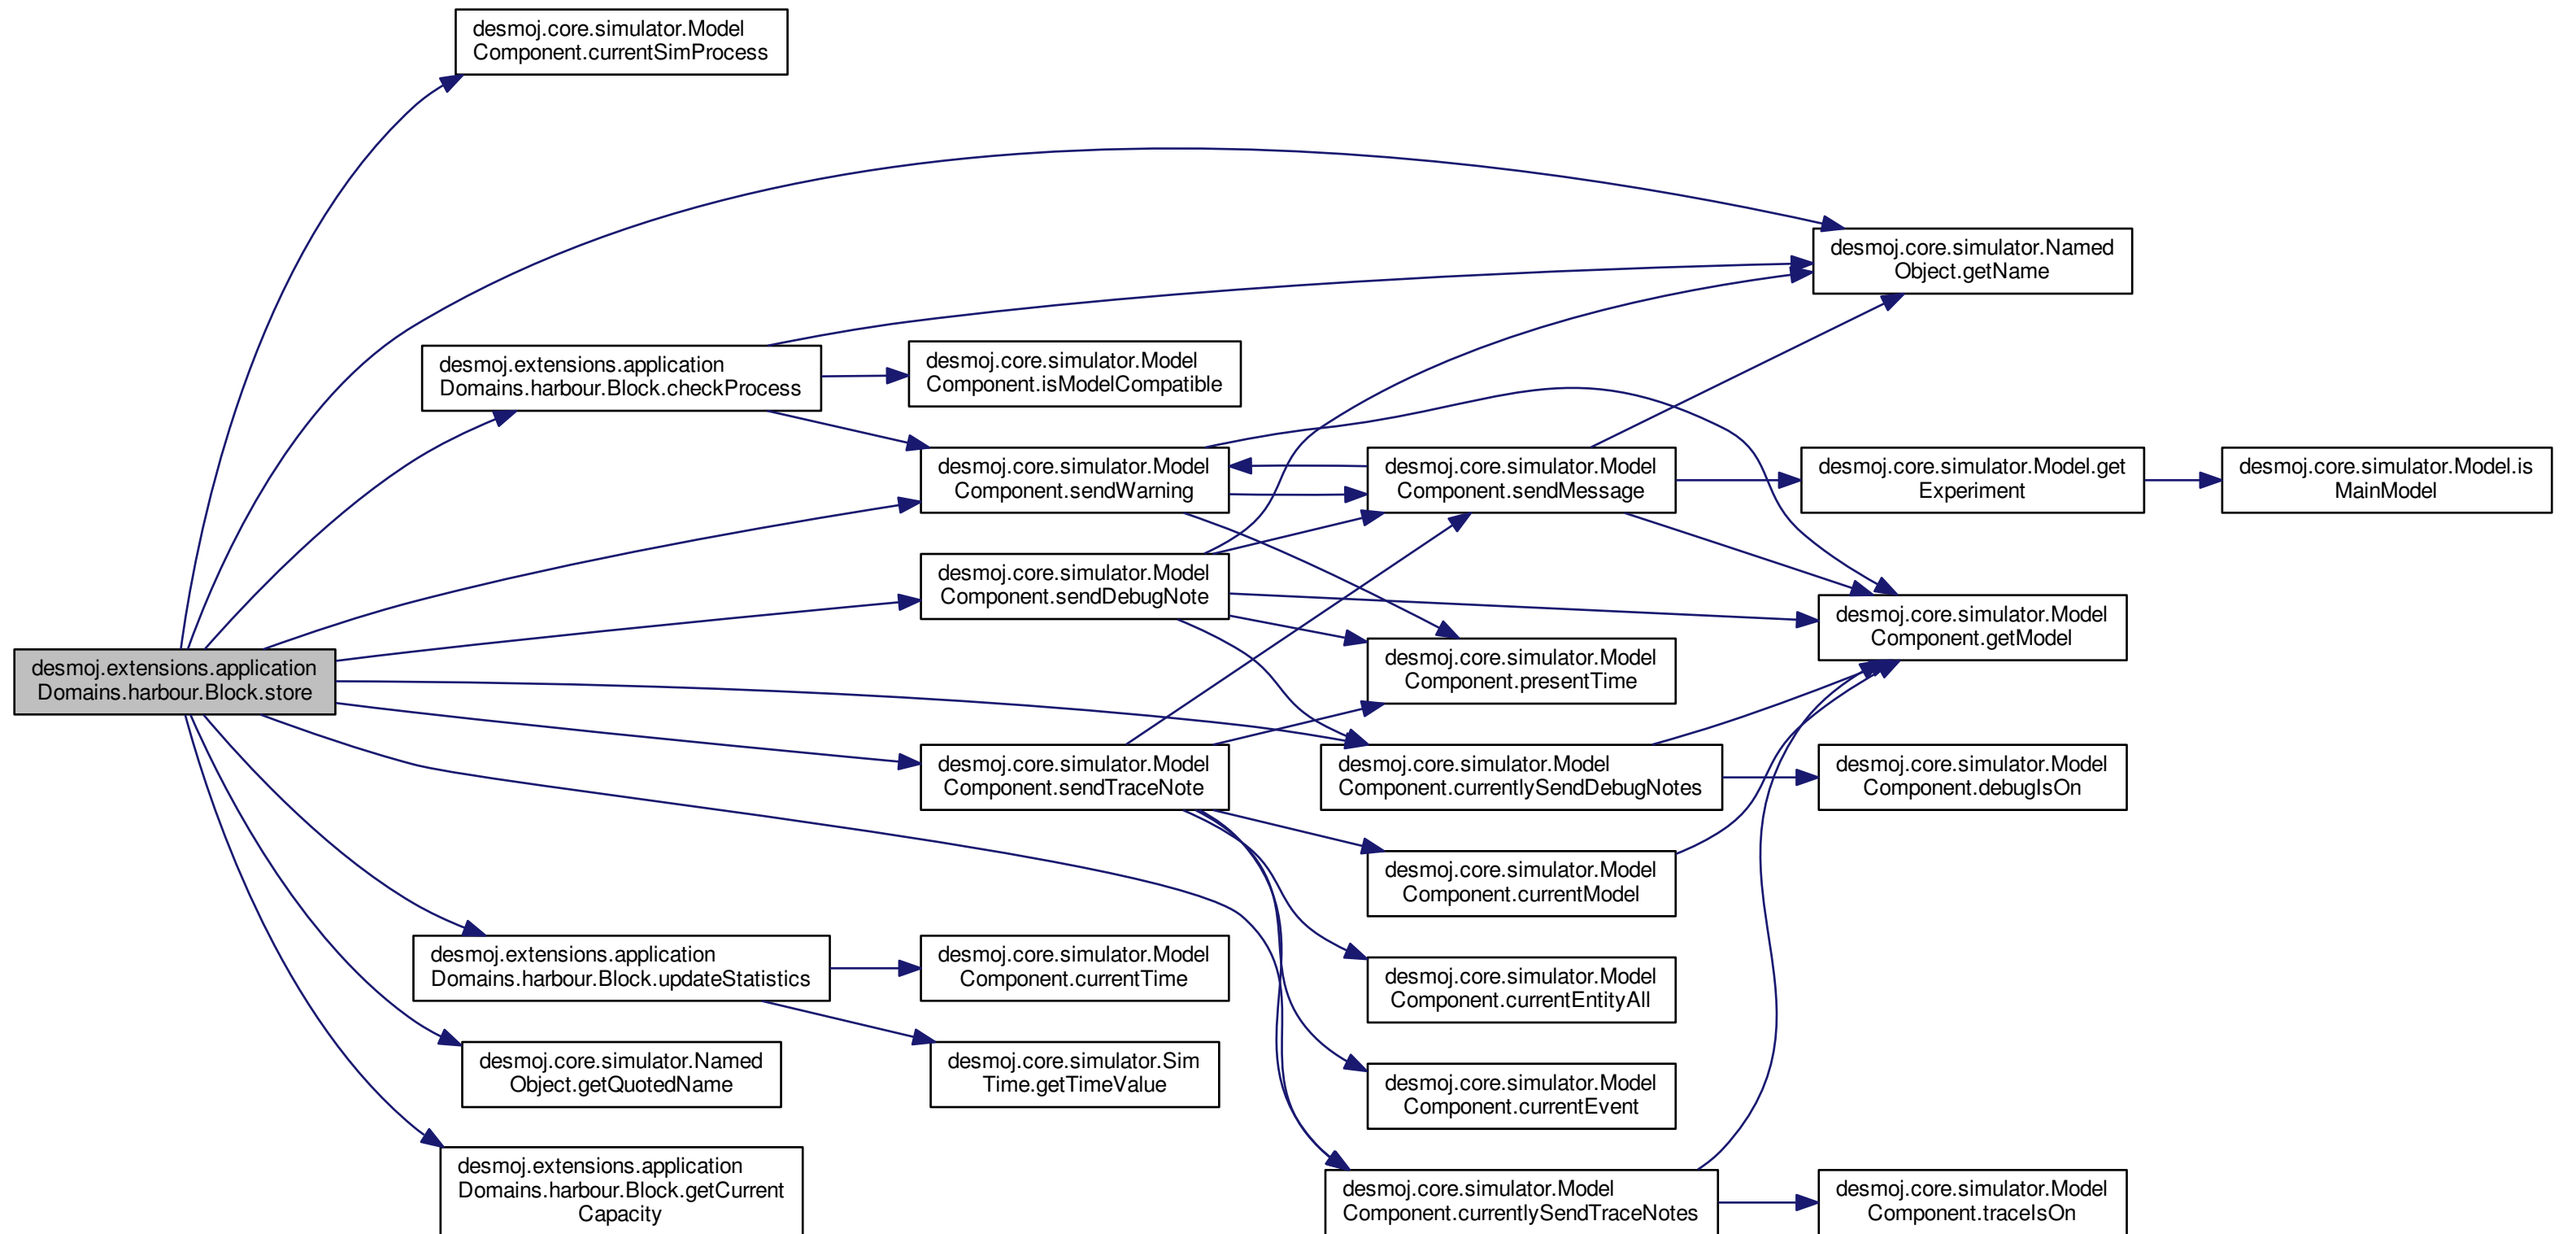 desmoj.core.simulator.Model
Component.currentSimProcess
desmoj.core.simulator.Named
Object.getName
desmoj.extensions.application
Domains.harbour.Block.checkProcess
desmoj.core.simulator.Model
Component.isModelCompatible
desmoj.core.simulator.Model
Component.sendWarning
desmoj.core.simulator.Model
Component.sendMessage
desmoj.core.simulator.Model.get
Experiment
desmoj.core.simulator.Model.is
MainModel
desmoj.core.simulator.Model
Component.sendDebugNote
desmoj.core.simulator.Model
Component.getModel
desmoj.extensions.application
Domains.harbour.Block.store
desmoj.core.simulator.Model
Component.presentTime
desmoj.core.simulator.Model
Component.sendTraceNote
desmoj.core.simulator.Model
Component.currentlySendDebugNotes
desmoj.core.simulator.Model
Component.debugIsOn
desmoj.core.simulator.Model
Component.currentModel
desmoj.extensions.application
Domains.harbour.Block.updateStatistics
desmoj.core.simulator.Model
Component.currentTime
desmoj.core.simulator.Model
Component.currentEntityAll
desmoj.core.simulator.Named
Object.getQuotedName
desmoj.core.simulator.Sim
Time.getTimeValue
desmoj.core.simulator.Model
Component.currentEvent
desmoj.extensions.application
Domains.harbour.Block.getCurrent
Capacity
desmoj.core.simulator.Model
Component.currentlySendTraceNotes
desmoj.core.simulator.Model
Component.traceIsOn